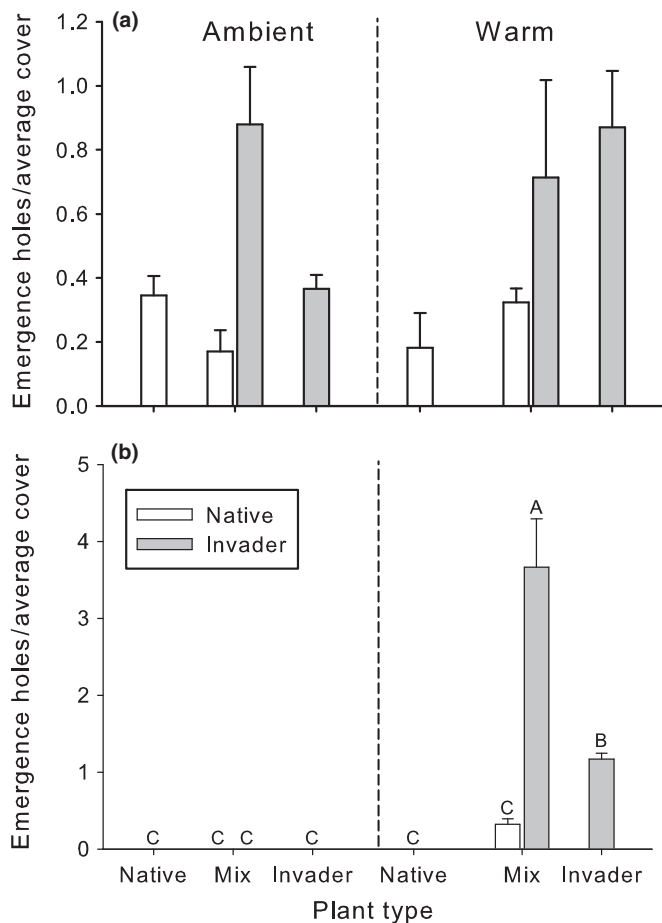 (a)
Ambient Warm
Emergence holes/average cover
1.2
1.0
0.8
0.6
0.4
0.2
0.0
(b)
Emergence holes/average cover
5
4
3
2
1
0
Native
Invader
A
B
C
C C C C C
Native Mix Invader Native Mix Invader
Plant type